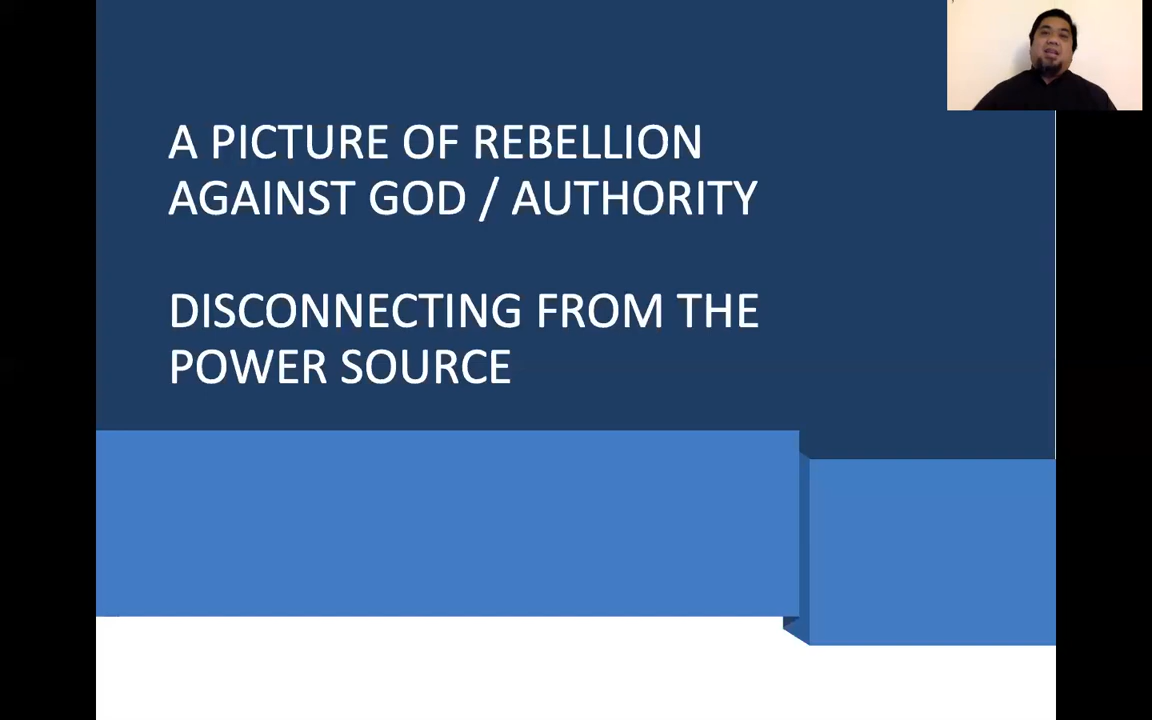 A PICTURE OF REBELLION
AGAINST GOD / AUTHORITY
DISCONNECTING FROM THE
POWER SOURCE